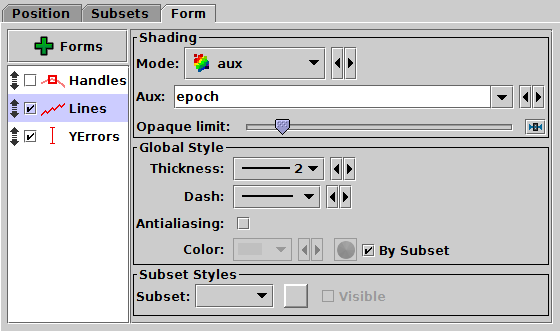 Position Subsets Form
Forms
Handles
Lines
YErrors
Shading
Mode: aux
Aux: epoch
Opaque limit:
Global Style
Thickness: 2
Dash:
Antialiasing:
Color: By Subset
Subset Styles
Subset: Visible